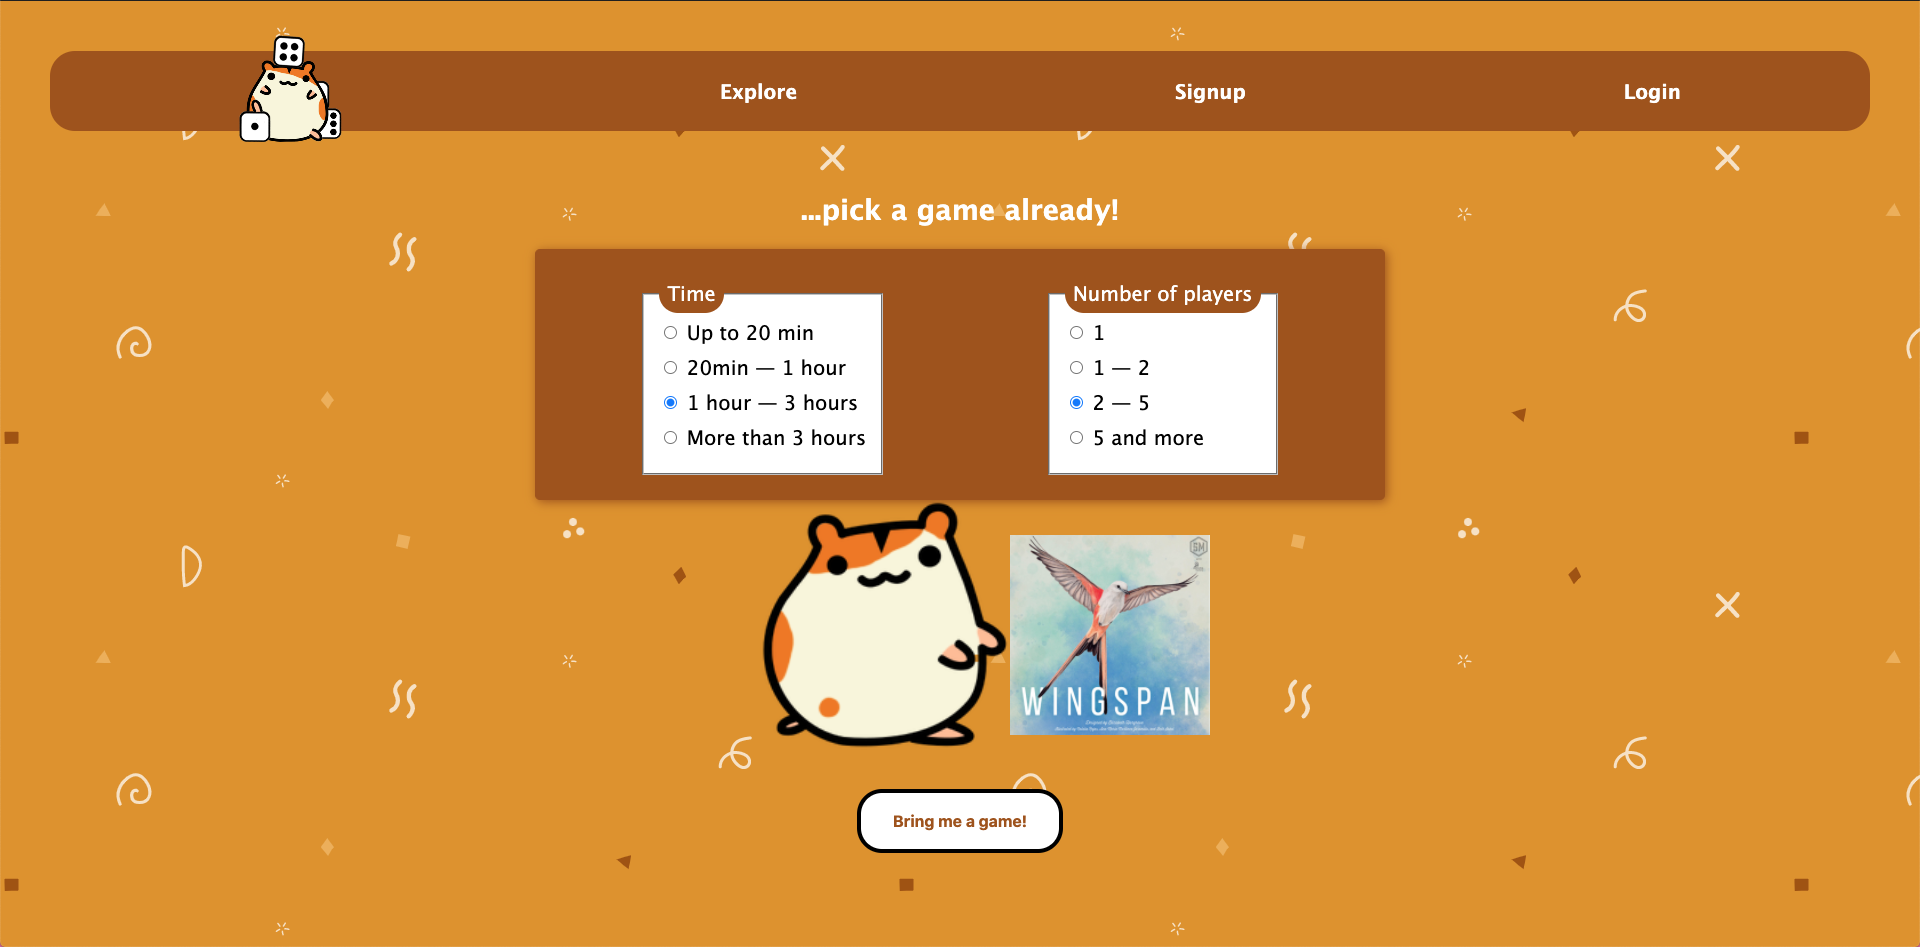 Explore
Signup
Login
...pick a game already!
Time
Up to 20 min
20min — 1 hour
1 hour — 3 hours
More than 3 hours
Number of players
1
1 — 2
2 — 5
5 and more
SM
WINGSPAN
Bring me a game!